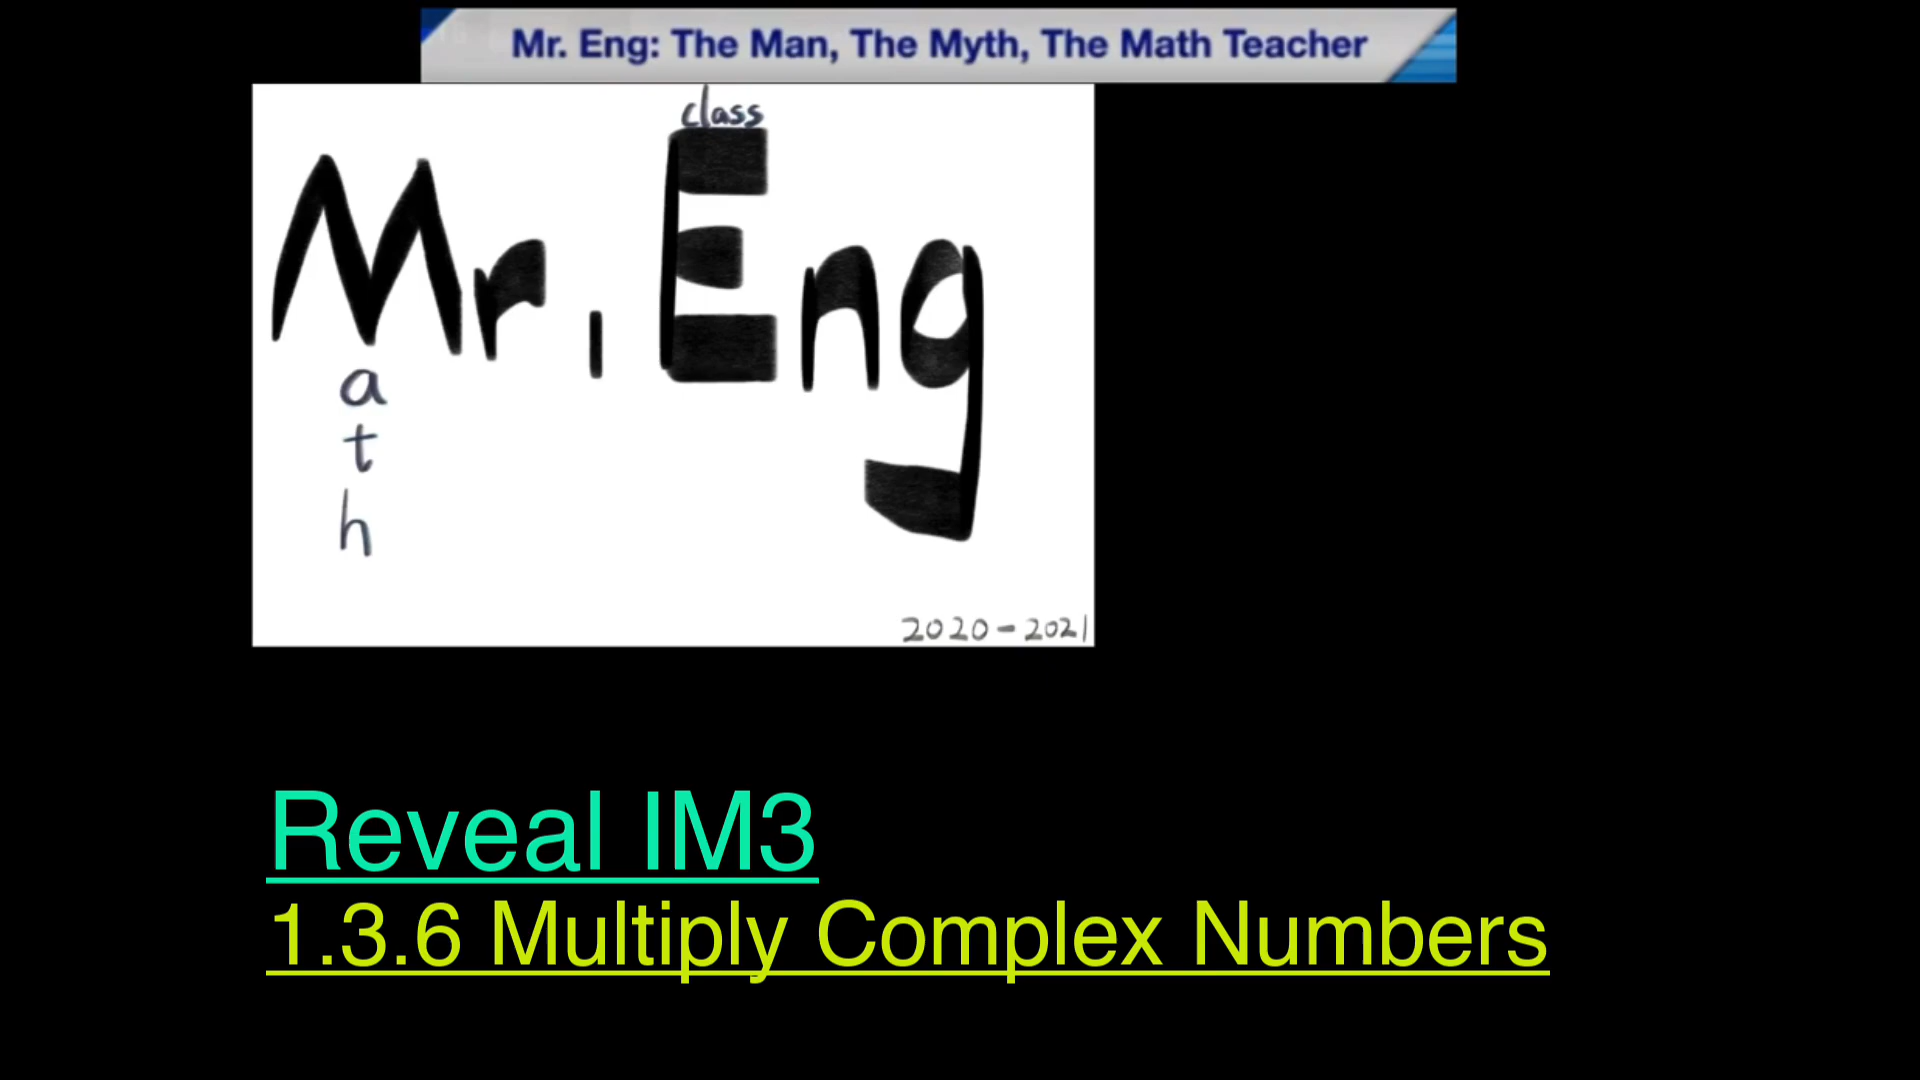 Mr. Eng: The Man, The Myth, The Math Teacher
class
Mr. Eng
a
t
h
2020-2021
Reveal IM3
1.3.6 Multiply Complex Numbers